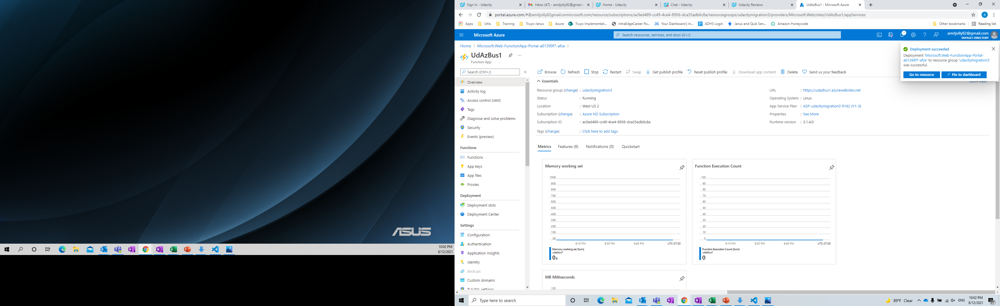 ASUS
10:02 PM
8/12/2021
Sign In - Udacity
Inbox (47) - amitjolly82@gmail.c
Home - Udacity
Chat - Udacity
Udacity Reviews
UdAzBus1 - Microsoft Azure
portal.azure.com/#@amitjolly82gmail.onmicrosoft.com/resource/subscriptions/ac0ed489-cc49-4ce4-8956-dca35adb6c8a/resourcegroups/udacitymigration3/providers/Microsoft.Web/sites/UdAzBus1/appServices
A
Apps
Utils
Training
Truyo-Janus
Azure
Truyo Implementati...
IntraEdgeCareer Po...
Your Dashboard | In...
ADHS Login
Janus and Quik Sen...
Amazon Honeycode
Other bookmarks
Reading list
Microsoft Azure
Search resources, services, and docs (G+/)
1
amitjolly82@gmail.com
DEFAULT DIRECTORY
Home > Microsoft.Web-FunctionApp-Portal-a01399f7-afce >
UdAzBus1
Function App
Deployment succeeded
Deployment 'Microsoft.Web-FunctionApp-Portal-
a01399f7-afce' to resource group 'udacitymigration3'
was successful.
Go to resource
Pin to dashboard
JSON View
Search (Ctrl+/)
Overview
Activity log
Access control (IAM)
Tags
Diagnose and solve problems
Security
Events (preview)
Functions
Functions
App keys
App files
Proxies
Deployment
Deployment slots
Deployment Center
Settings
Configuration
Authentication
Application Insights
Identity
Backups
Custom domains
TLS/SSL settings
Browse
Refresh
Stop
Restart
Swap
Get publish profile
Reset publish profile
Download app content
Delete
Send us your feedback
Essentials
Resource group (change) : udacitymigration3
Status : Running
Location : West US 2
Subscription (change) : Azure ND Subscription
Subscription ID : ac0ed489-cc49-4ce4-8956-dca35adb6c8a
Tags (change) : Click here to add tags
URL : https://udazbus1.azurewebsites.net
Operating System : Linux
App Service Plan : ASP-udacitymigration3-9162 (Y1: 0)
Properties : See More
Runtime version : 3.1.4.0
Metrics
Features (8)
Notifications (0)
Quickstart
Memory working set
100B
90B
80B
70B
60B
50B
40B
30B
20B
10B
0B
9:15 PM
9:30 PM
9:45 PM
UTC-07:00
Memory working set (Sum)
udazbus1
0 B
Function Execution Count
100
90
80
70
60
50
40
30
20
10
0
9:15 PM
9:30 PM
9:45 PM
UTC-07:00
Function Execution Count (Sum)
udazbus1
0
MB Milliseconds
100
Type here to search
89°F Clear
ENG
10:02 PM
8/12/2021
27